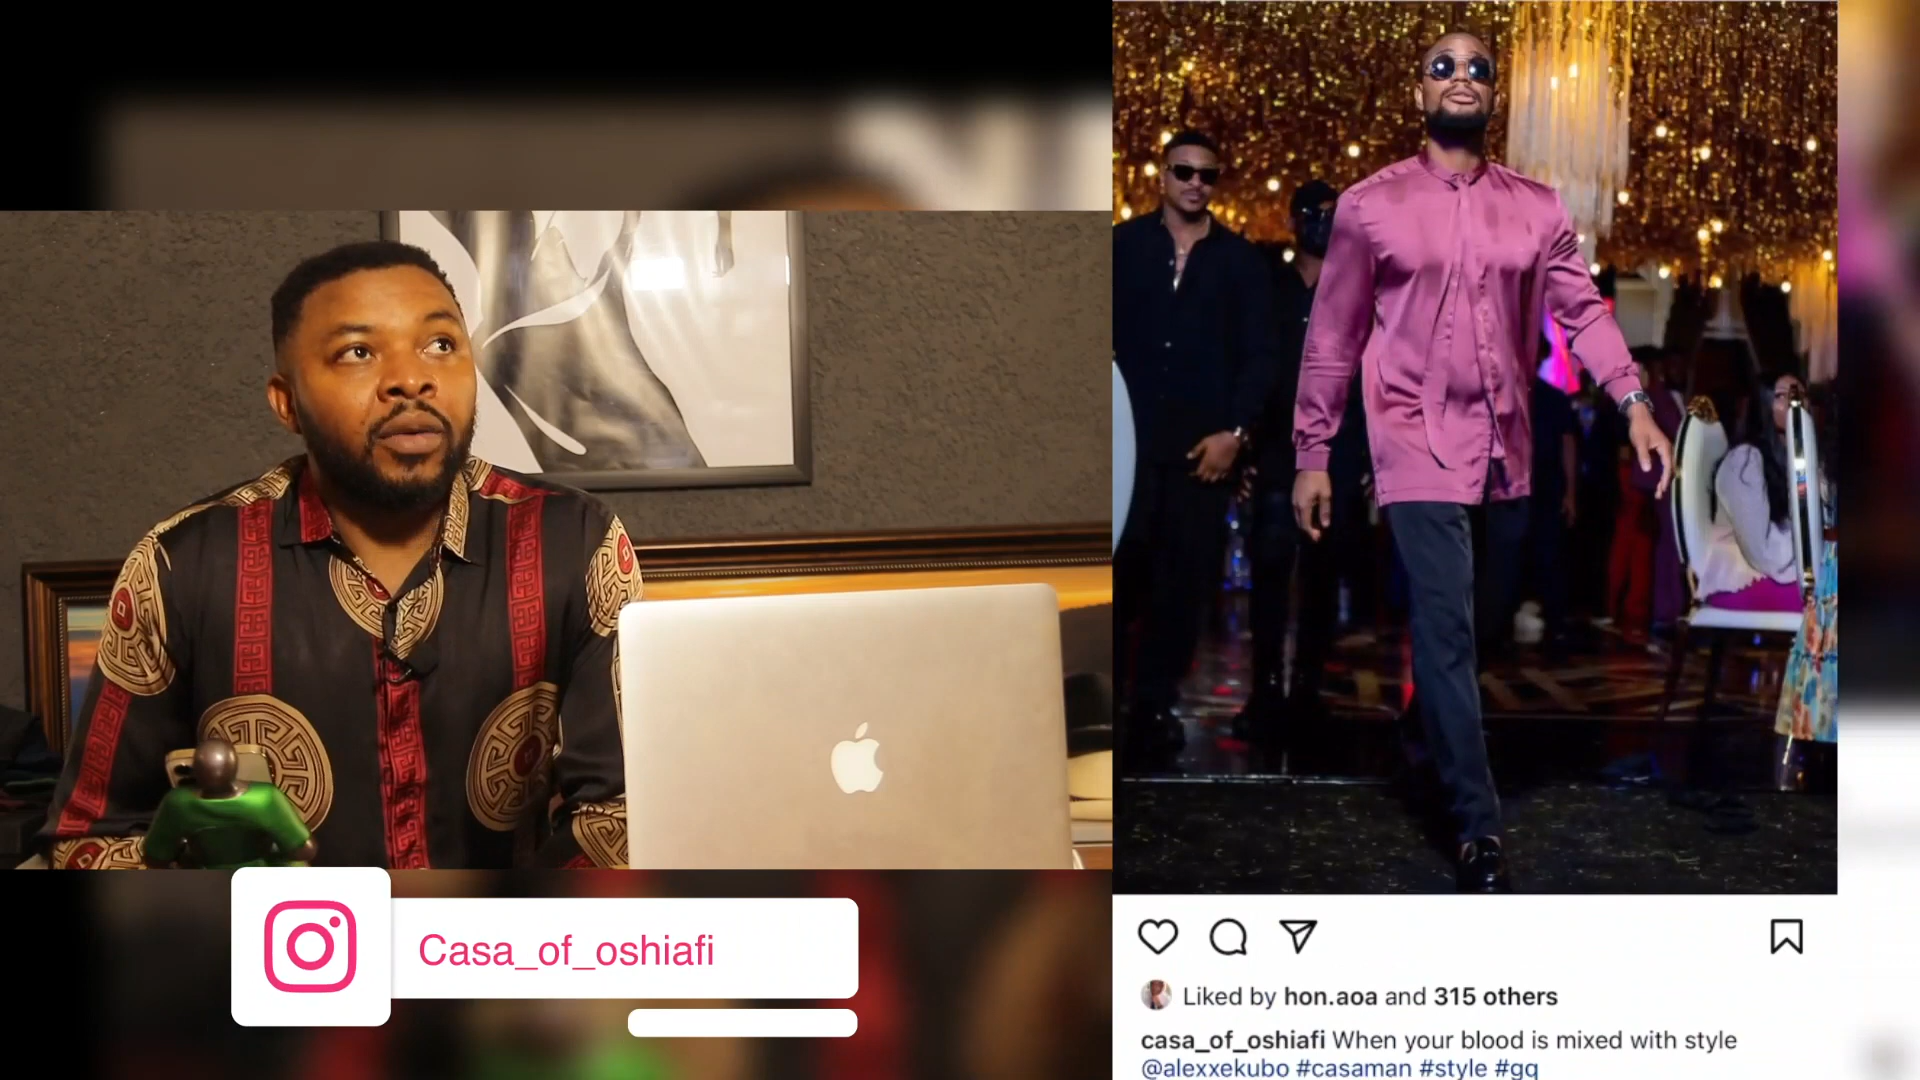 Casa_of_oshiafi
Liked by hon.aoa and 315 others
casa_of_oshiafi When your blood is mixed with style
@alexxekubo #casaman #style #gq